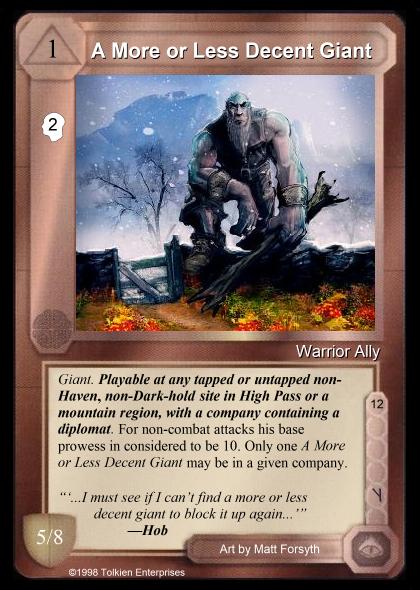 1
A More or Less Decent Giant
2
Warrior Ally
Giant. Playable at any tapped or untapped non-
Haven, non-Dark-hold site in High Pass or a
mountain region, with a company containing a
diplomat. For non-combat attacks his base
prowess in considered to be 10. Only one A More
or Less Decent Giant may be in a given company.
12
“‘...I must see if I can’t find a more or less
decent giant to block it up again...’”
—Hob
5/8
Art by Matt Forsyth
©1998 Tolkien Enterprises